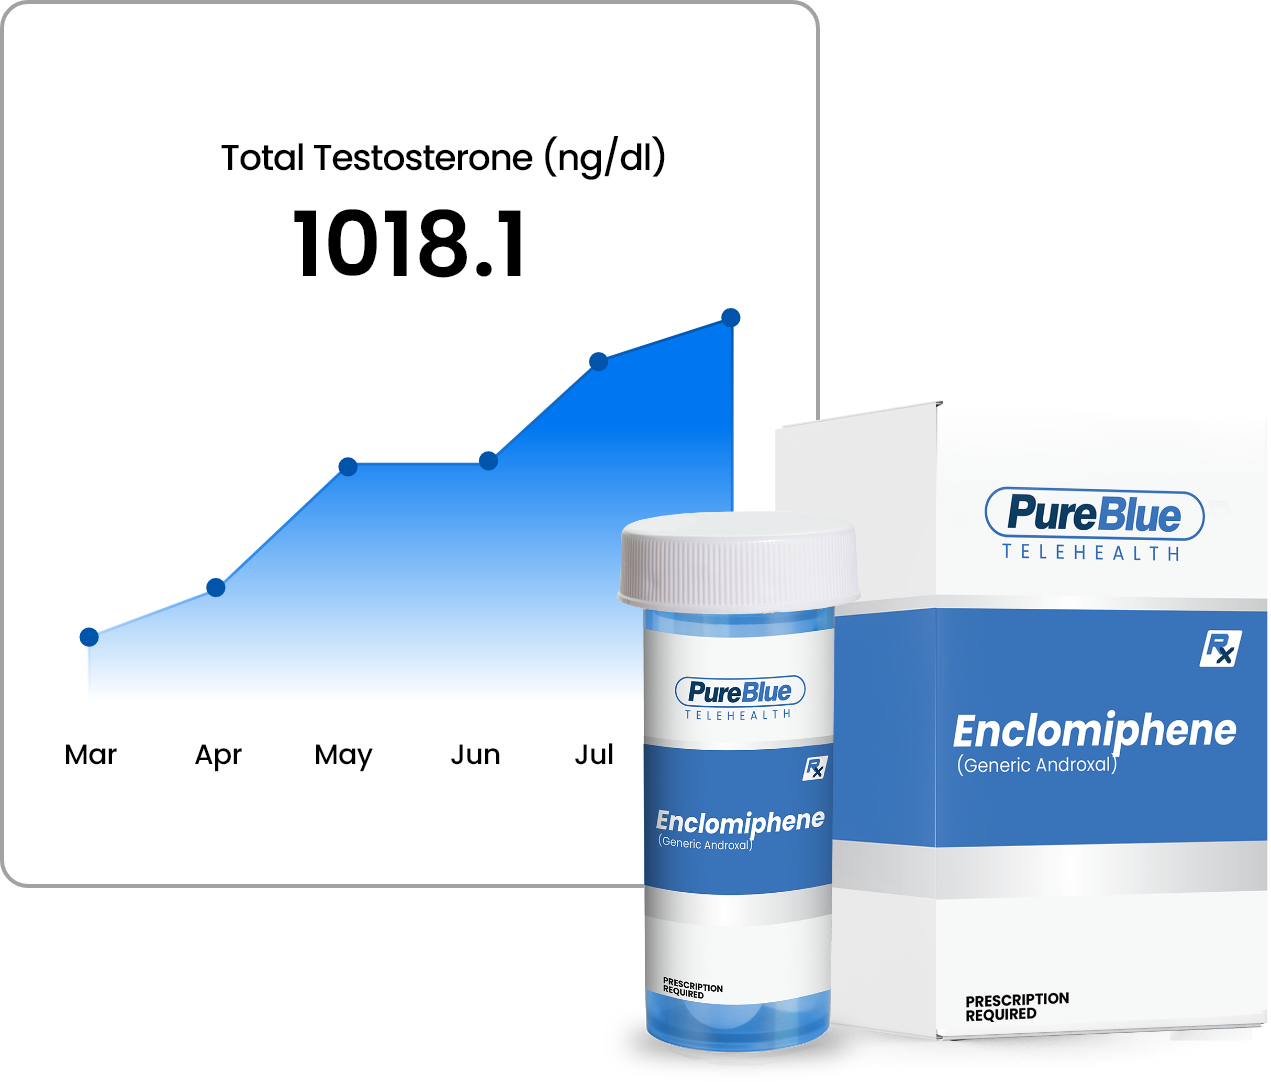 Total Testosterone (ng/dl)
1018.1
Mar Apr May Jun Jul
PureBlue
TELEHEALTH
Rx
Enclomiphene
(Generic Androxal)
PRESCRIPTION
REQUIRED
PureBlue
TELEHEALTH
Rx
Enclomiphene
(Generic Androxal)
PRESCRIPTION
REQUIRED